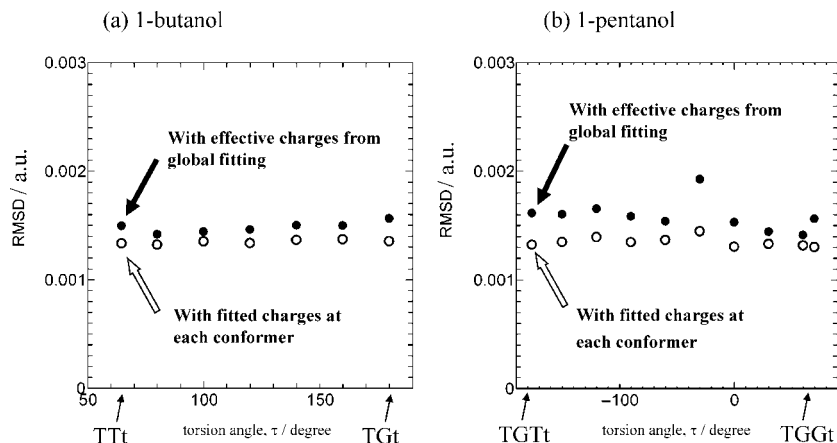 (a) 1-butanol
0.003
0.002
0.001
0
RMSD / a.u.
With effective charges from
global fitting
With fitted charges at
each conformer
50
100
150
TTt
torsion angle, τ / degree
TGt
(b) 1-pentanol
0.003
0.002
0.001
0
RMSD / a.u.
With effective charges from
global fitting
With fitted charges at
each conformer
−100
0
TGTt
torsion angle, τ / degree
TGGt